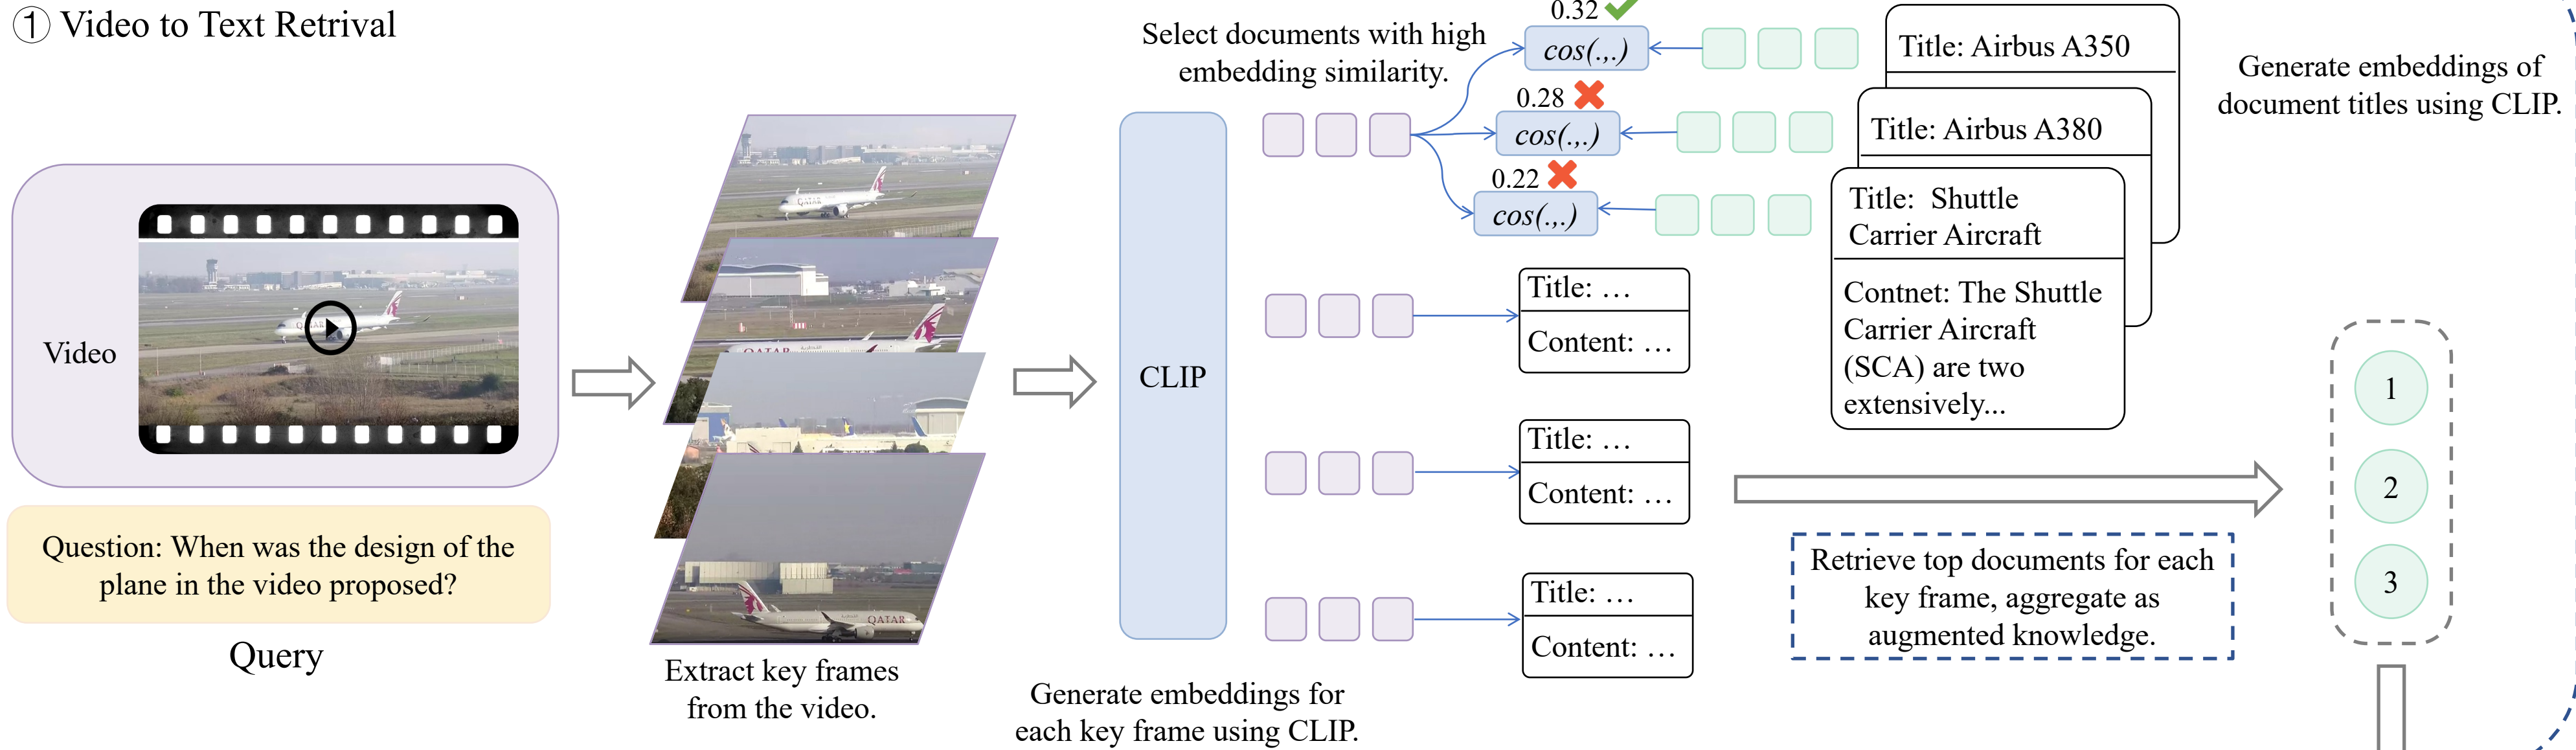 ① Video to Text Retrival
Video
QATAR
Question: When was the design of the
plane in the video proposed?
Query
QATAR
QATAR
QATAR
Extract key frames
from the video.
CLIP
Generate embeddings for
each key frame using CLIP.
Select documents with high
embedding similarity.
0.32
cos(.,.)
0.28
cos(.,.)
0.22
cos(.,.)
Title: Airbus A350
Title: Airbus A380
Title: Shuttle
Carrier Aircraft
Contnet: The Shuttle
Carrier Aircraft
(SCA) are two
extensively...
Generate embeddings of
document titles using CLIP.
Title: …
Content: …
Title: …
Content: …
Title: …
Content: …
Retrieve top documents for each
key frame, aggregate as
augmented knowledge.
1
2
3